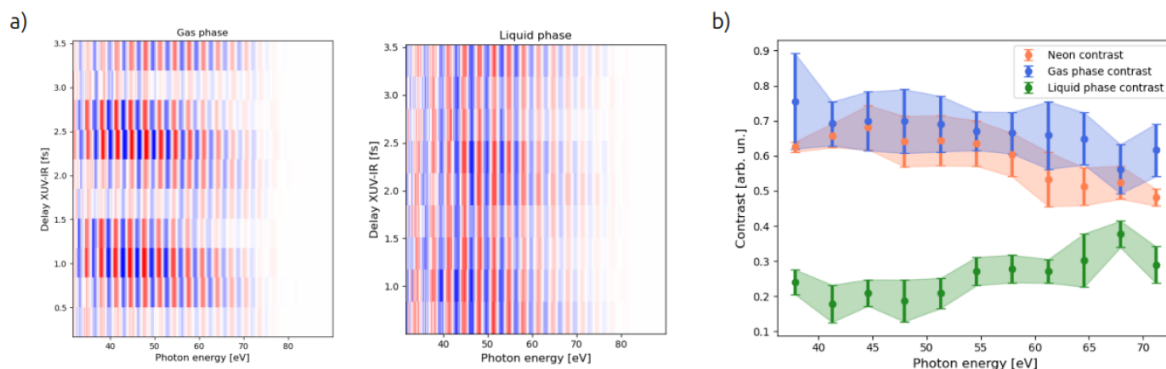 a)
Gas phase
Delay XUV-IR [fs]
3.5
3.0
2.5
2.0
1.5
1.0
0.5
40 50 60 70 80
Photon energy [eV]
Liquid phase
Delay XUV-IR [fs]
3.5
3.0
2.5
2.0
1.5
1.0
40 50 60 70 80
Photon energy [eV]
b)
Neon contrast
Gas phase contrast
Liquid phase contrast
Contrast [arb. un.]
0.9
0.8
0.7
0.6
0.5
0.4
0.3
0.2
0.1
40 45 50 55 60 65 70
Photon energy [eV]